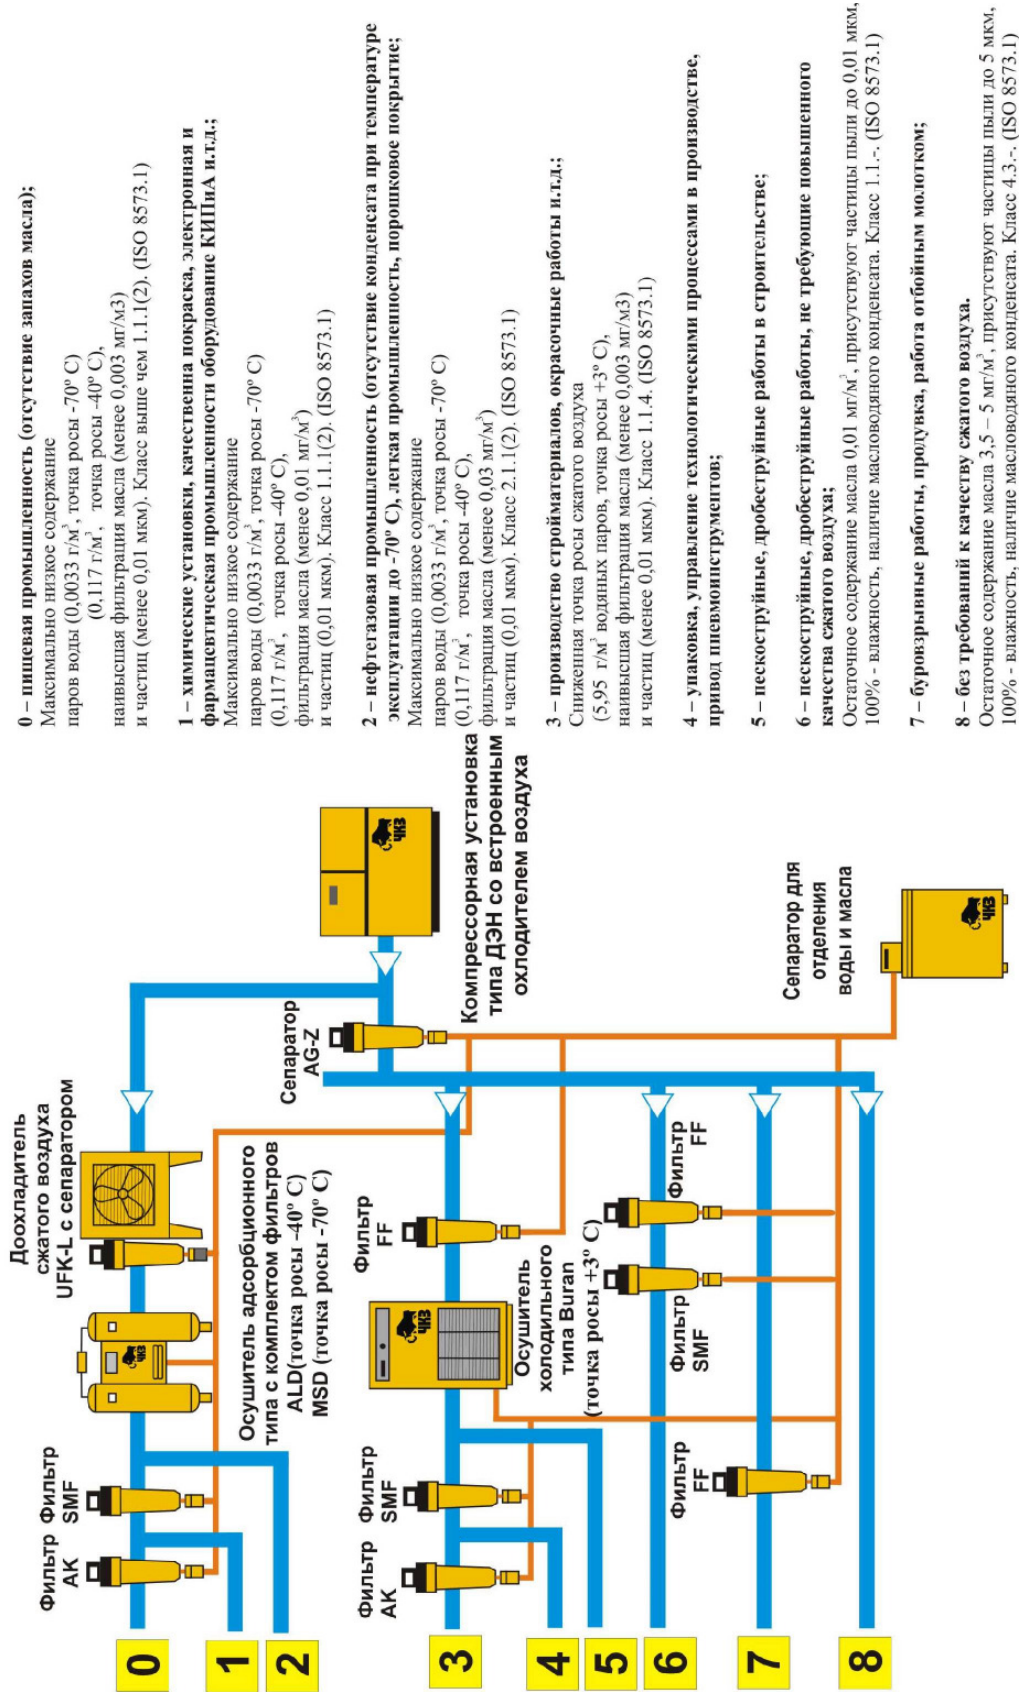 0 – пищевая промышленность (отсутствие запахов масла);
Максимально низкое содержание
паров воды (0,0033 г/м³, точка росы -70º С)
(0,117 г/м³, точка росы -40º С),
наивысшая фильтрация масла (менее 0,003 мг/м3)
и частиц (менее 0,01 мкм). Класс выше чем 1.1.1(2). (ISO 8573.1)
1 – химические установки, качественна покраска, электронная и
фармацевтическая промышленности оборудование КИПиА и.т.д.;
Максимально низкое содержание
паров воды (0,0033 г/м³, точка росы -70º С)
(0,117 г/м³, точка росы -40º С),
фильтрация масла (менее 0,01 мг/м³)
и частиц (0,01 мкм). Класс 1.1.1(2). (ISO 8573.1)
2 – нефтегазовая промышленность (отсутствие конденсата при температуре
эксплуатации до -70º С), легкая промышленность, порошковое покрытие;
Максимально низкое содержание
паров воды (0,0033 г/м³, точка росы -70º С)
(0,117 г/м³, точка росы -40º С),
фильтрация масла (менее 0,03 мг/м³)
и частиц (0,01 мкм). Класс 2.1.1(2). (ISO 8573.1)
3 – производство стройматериалов, окрасочные работы и.т.д.;
Сниженная точка росы сжатого воздуха
(5,95 г/м³ водяных паров, точка росы +3º С),
наивысшая фильтрация масла (менее 0,003 мг/м3)
и частиц (менее 0,01 мкм). Класс 1.1.4. (ISO 8573.1)
4 – упаковка, управление технологическими процессами в производстве,
привод пневмоинструментов;
5 – пескоструйные, дробеструйные работы в строительстве;
6 – пескоструйные, дробеструйные работы, не требующие повышенного
качества сжатого воздуха;
Остаточное содержание масла 0,01 мг/м³, присутствуют частицы пыли до 0,01 мкм,
100% - влажность, наличие масловодяного конденсата. Класс 1.1.-. (ISO 8573.1)
7 – буровзрывные работы, продувка, работа отбойным молотком;
8 – без требований к качеству сжатого воздуха.
Остаточное содержание масла 3,5 – 5 мг/м³, присутствуют частицы пыли до 5 мкм,
100% - влажность, наличие масловодяного конденсата. Класс 4.3.-. (ISO 8573.1)
Доохладитель
сжатого воздуха
UFK-L с сепаратором
Сепаратор
AG-Z
ЧКЗ
Компрессорная установка
типа ДЭН со встроенным
охлодителем воздуха
Сепаратор для
отделения
воды и масла
ЧКЗ
ЧКЗ
Осушитель адсорбционного
типа с комплектом фильтров
ALD(точка росы -40º С)
MSD (точка росы -70º С)
Фильтр
FF
ЧКЗ
Осушитель
холодильного
типа Buran
(точка росы +3º С)
Фильтр
FF
Фильтр
SMF
Фильтр
FF
Фильтр
SMF
Фильтр
AK
Фильтр
SMF
Фильтр
AK
0
1
2
3
4
5
6
7
8